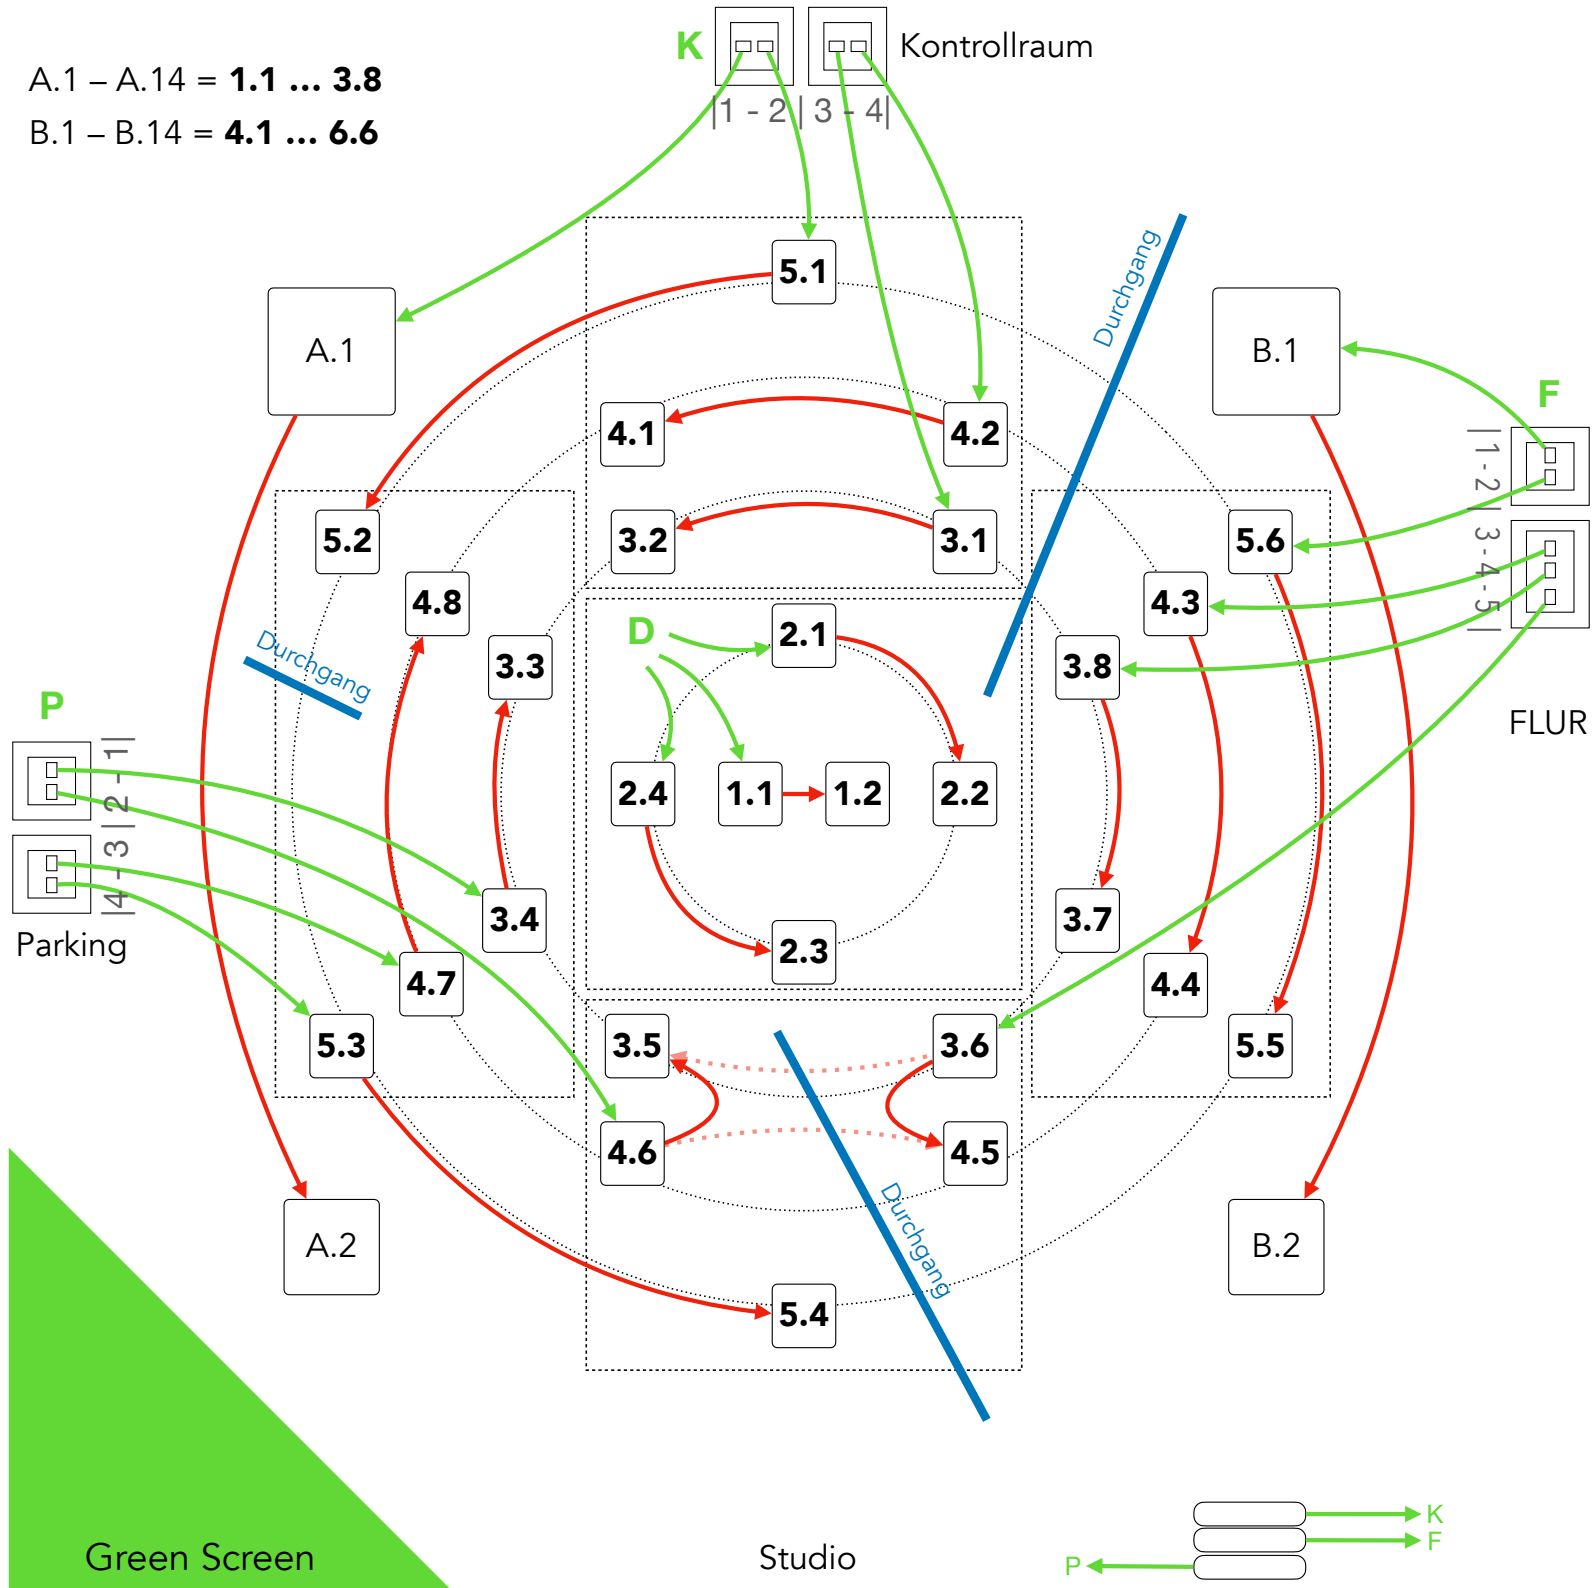 K
Kontrollraum
A.1 – A.14 = 1.1 ... 3.8
|1 - 2| 3 - 4|
B.1 – B.14 = 4.1 ... 6.6
5.1
Durchgang
A.1
B.1
F
4.1
4.2
|1 - 2| 3 - 4 - 5|
5.2
3.2
3.1
5.6
4.8
4.3
D
2.1
Durchgang
3.3
3.8
P
FLUR
|4 - 3| 2 - 1|
2.4
1.1
1.2
2.2
3.4
3.7
Parking
2.3
4.7
4.4
5.3
3.5
3.6
5.5
4.6
4.5
Durchgang
A.2
B.2
5.4
K
F
P
Green Screen
Studio